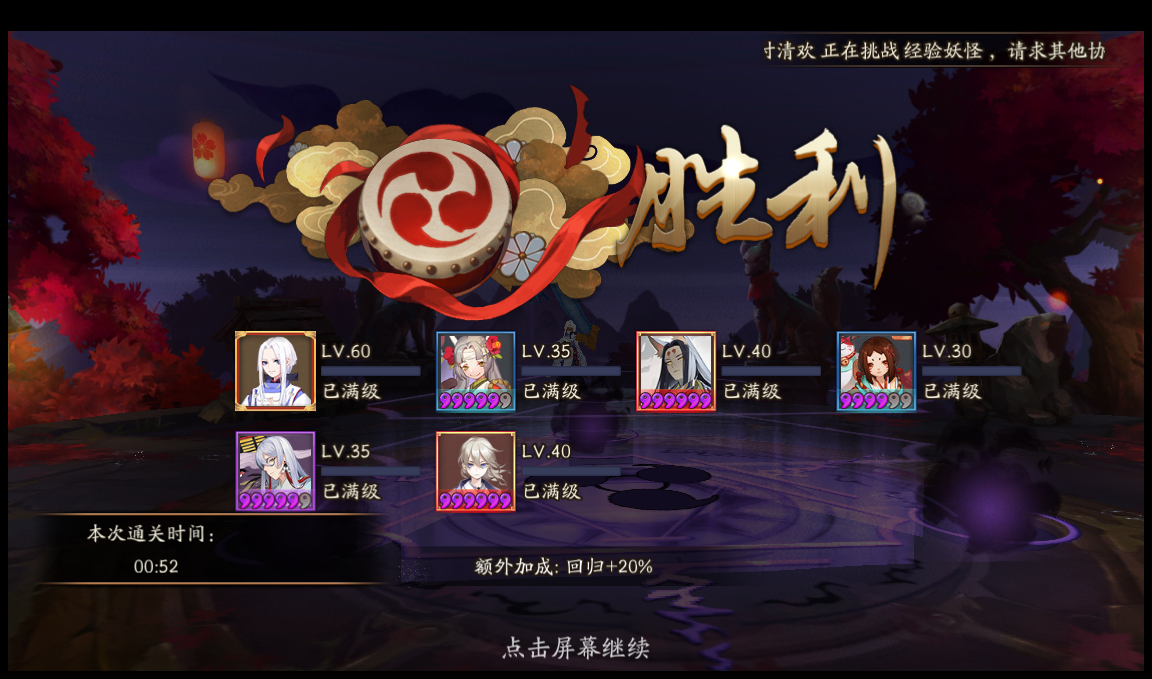 寸清欢 正在挑战 经验妖怪 ，请求其他协
胜利
LV.60
已满级
LV.35
已满级
LV.40
已满级
LV.30
已满级
LV.35
已满级
LV.40
已满级
本次通关时间:
00:52
额外加成: 回归+20%
点击屏幕继续